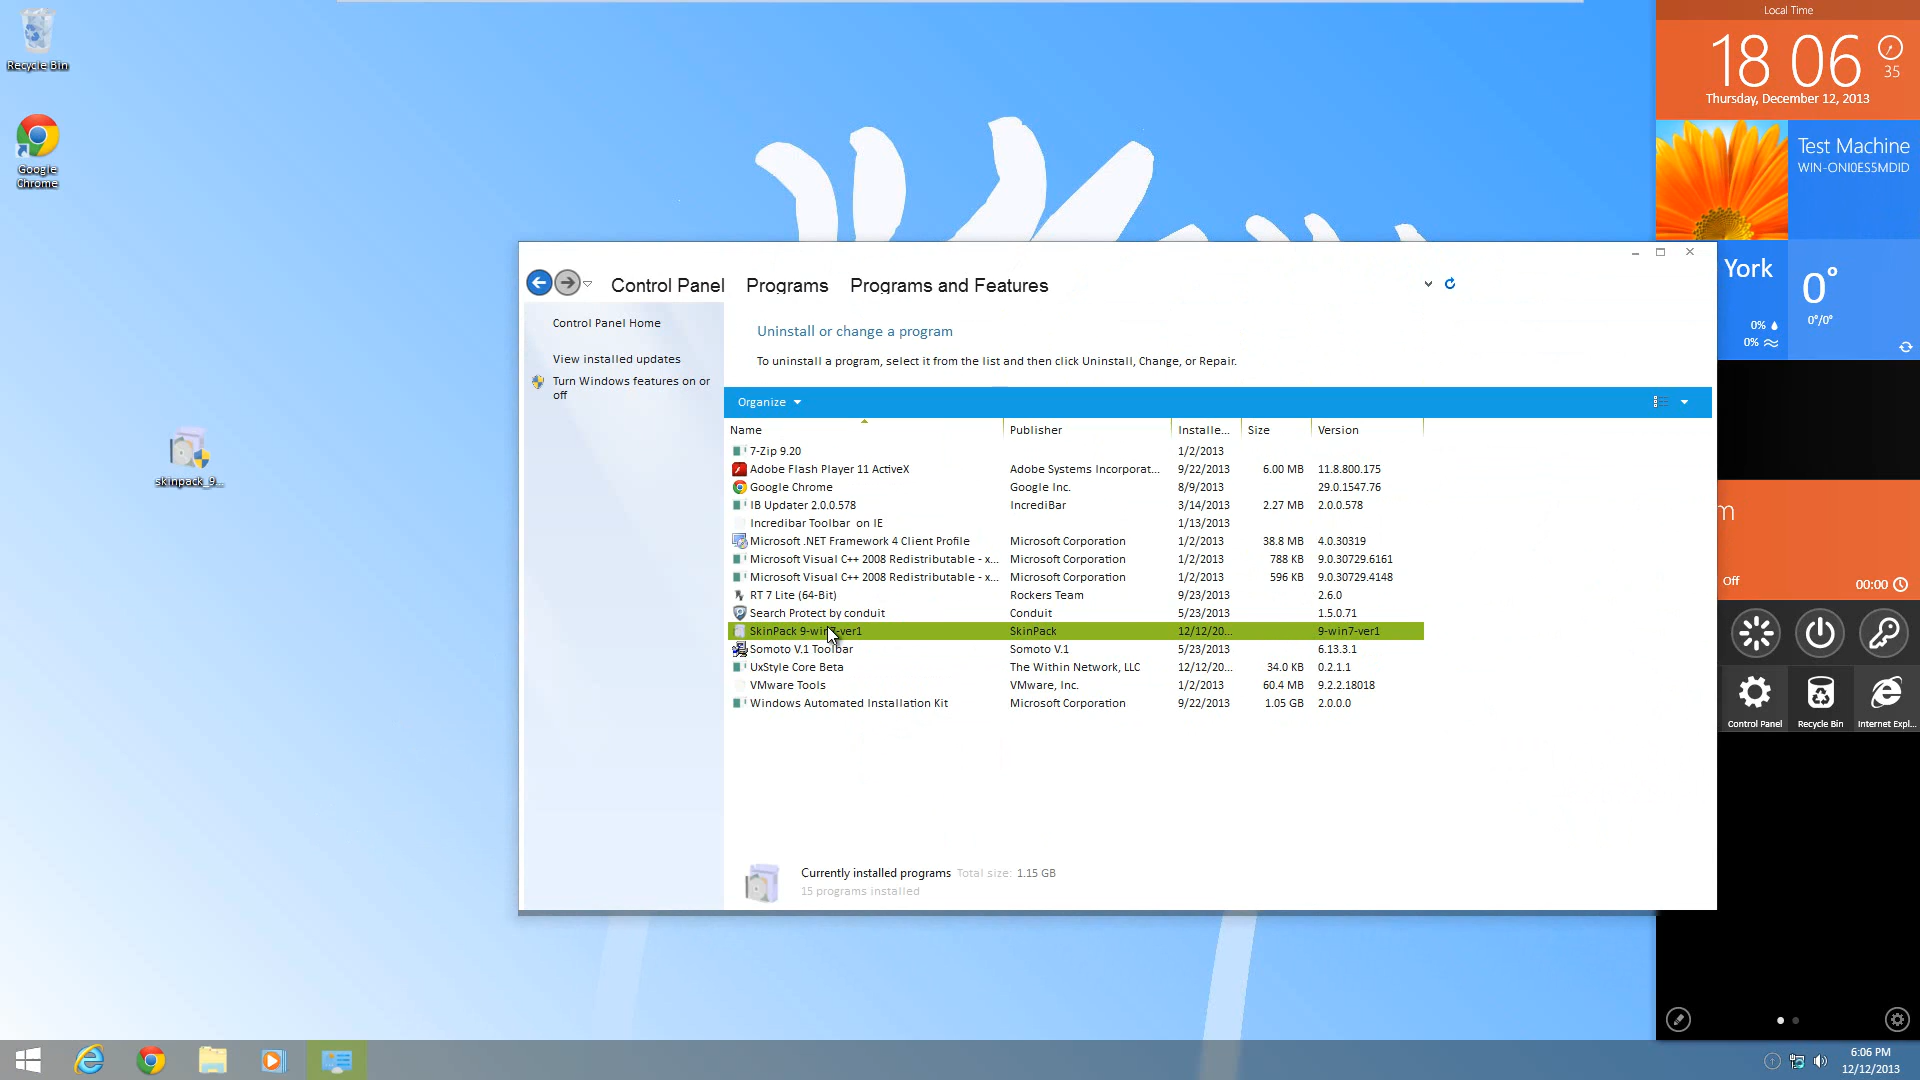 Recycle Bin
Google
Chrome
skinpack_9...
Local Time
18 06
35
Thursday, December 12, 2013
Test Machine
WIN-ONI0ES5MDID
York
0°
0°/0°
0%
0%
Off
00:00
Control Panel
Recycle Bin
Internet Expl...
Control Panel Programs Programs and Features
Control Panel Home
View installed updates
Turn Windows features on or
off
Uninstall or change a program
To uninstall a program, select it from the list and then click Uninstall, Change, or Repair.
Organize
Name Publisher Installe... Size Version
7-Zip 9.20 1/2/2013
Adobe Flash Player 11 ActiveX Adobe Systems Incorporat... 9/22/2013 6.00 MB 11.8.800.175
Google Chrome Google Inc. 8/9/2013 29.0.1547.76
IB Updater 2.0.0.578 IncrediBar 3/14/2013 2.27 MB 2.0.0.578
Incredibar Toolbar on IE 1/13/2013
Microsoft .NET Framework 4 Client Profile Microsoft Corporation 1/2/2013 38.8 MB 4.0.30319
Microsoft Visual C++ 2008 Redistributable - x... Microsoft Corporation 1/2/2013 788 KB 9.0.30729.6161
Microsoft Visual C++ 2008 Redistributable - x... Microsoft Corporation 1/2/2013 596 KB 9.0.30729.4148
RT 7 Lite (64-Bit) Rockers Team 9/23/2013 2.6.0
Search Protect by conduit Conduit 5/23/2013 1.5.0.71
SkinPack 9-win7-ver1 SkinPack 12/12/20... 9-win7-ver1
Somoto V.1 Toolbar Somoto V.1 5/23/2013 6.13.3.1
UxStyle Core Beta The Within Network, LLC 12/12/20... 34.0 KB 0.2.1.1
VMware Tools VMware, Inc. 1/2/2013 60.4 MB 9.2.2.18018
Windows Automated Installation Kit Microsoft Corporation 9/22/2013 1.05 GB 2.0.0.0
Currently installed programs Total size: 1.15 GB
15 programs installed
6:06 PM
12/12/2013